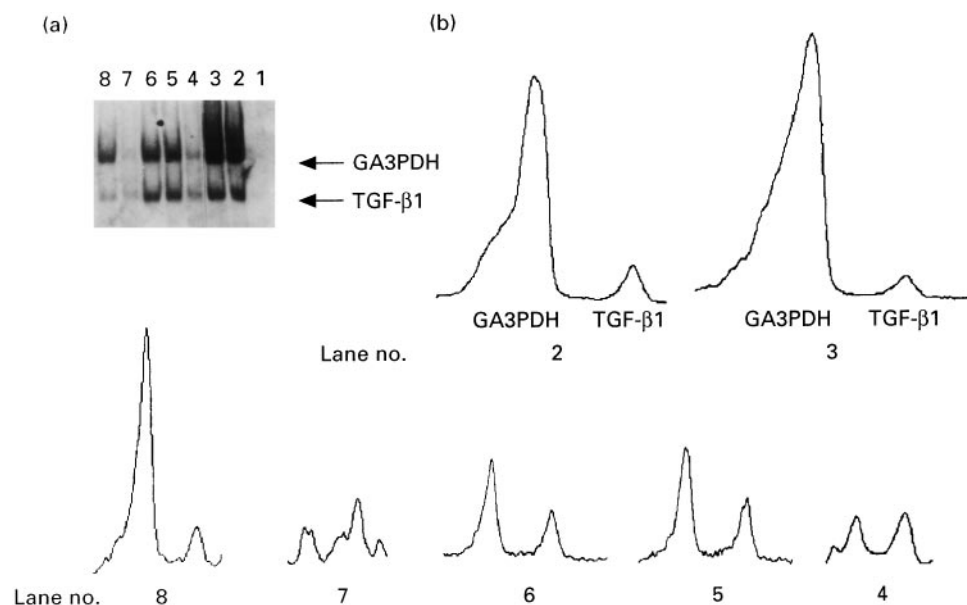 (a)
8 7 6 5 4 3 2 1
GA3PDH
TGF-β1
(b)
GA3PDH TGF-β1 GA3PDH TGF-β1
Lane no. 2 3
Lane no. 8 7 6 5 4